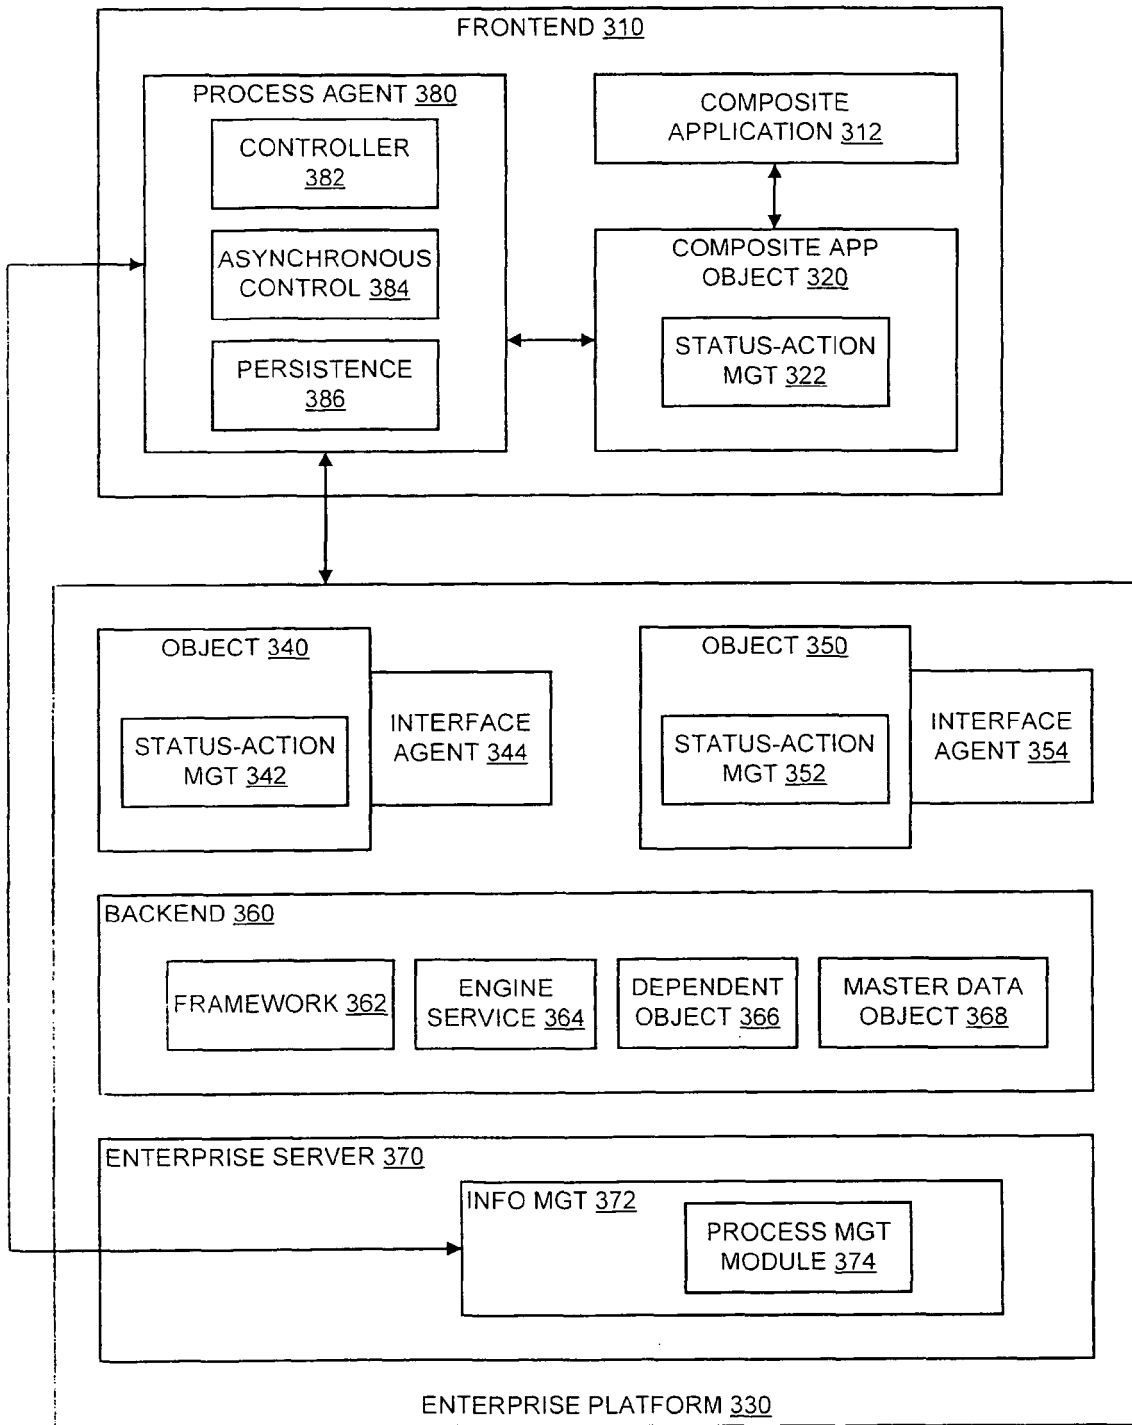 FRONTEND 310
PROCESS AGENT 380
CONTROLLER
382
ASYNCHRONOUS
CONTROL 384
PERSISTENCE
386
COMPOSITE
APPLICATION 312
COMPOSITE APP
OBJECT 320
STATUS-ACTION
MGT 322
OBJECT 340
STATUS-ACTION
MGT 342
INTERFACE
AGENT 344
OBJECT 350
STATUS-ACTION
MGT 352
INTERFACE
AGENT 354
BACKEND 360
FRAMEWORK 362
ENGINE
SERVICE 364
DEPENDENT
OBJECT 366
MASTER DATA
OBJECT 368
ENTERPRISE SERVER 370
INFO MGT 372
PROCESS MGT
MODULE 374
ENTERPRISE PLATFORM 330